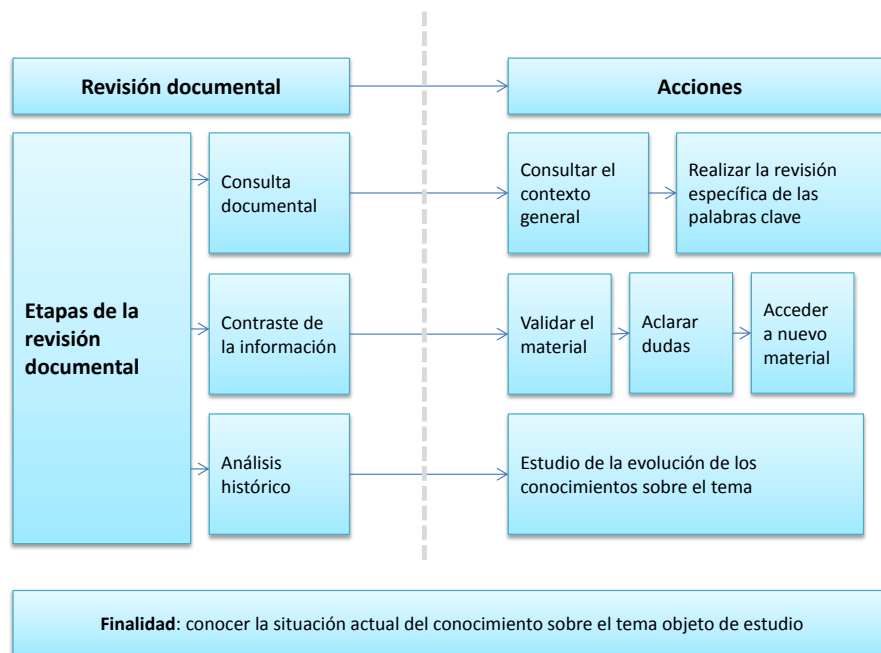 Revisión documental
Acciones
Etapas de la
revisión
documental
Consulta
documental
Consultar el
contexto
general
Realizar la revisión
específica de las
palabras clave
Contraste de
la información
Validar el
material
Aclarar
dudas
Acceder
a nuevo
material
Análisis
histórico
Estudio de la evolución de los
conocimientos sobre el tema
Finalidad: conocer la situación actual del conocimiento sobre el tema objeto de estudio